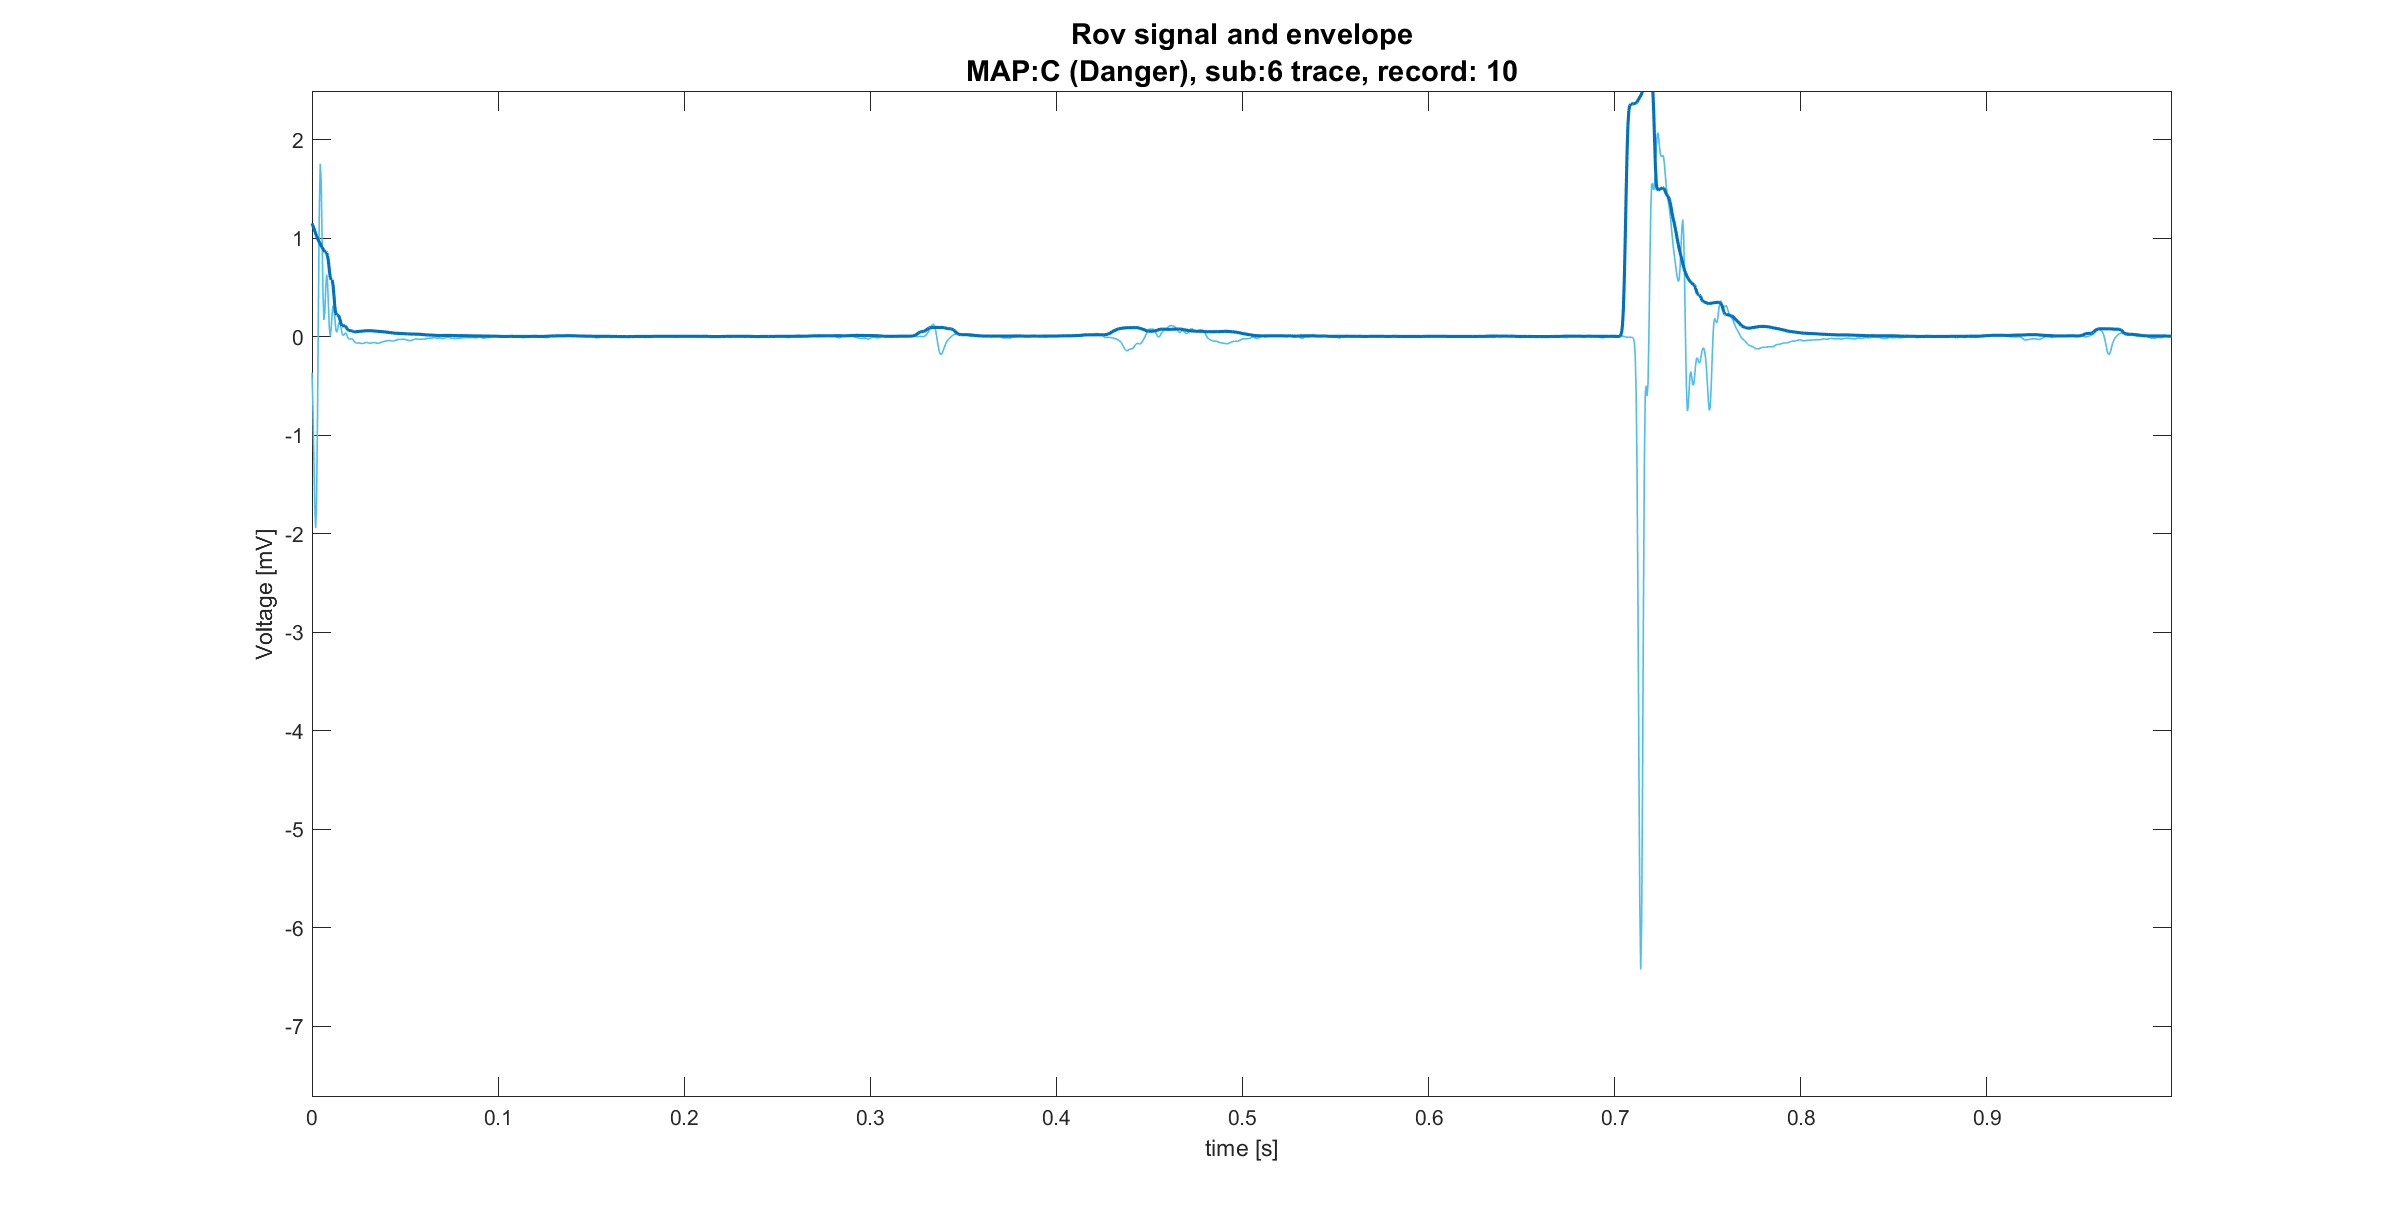 Rov signal and envelope
MAP:C (Danger), sub:6 trace, record: 10
2
1
0
-1
-2
-3
-4
-5
-6
-7
Voltage [mV]
0 0.1 0.2 0.3 0.4 0.5 0.6 0.7 0.8 0.9
time [s]